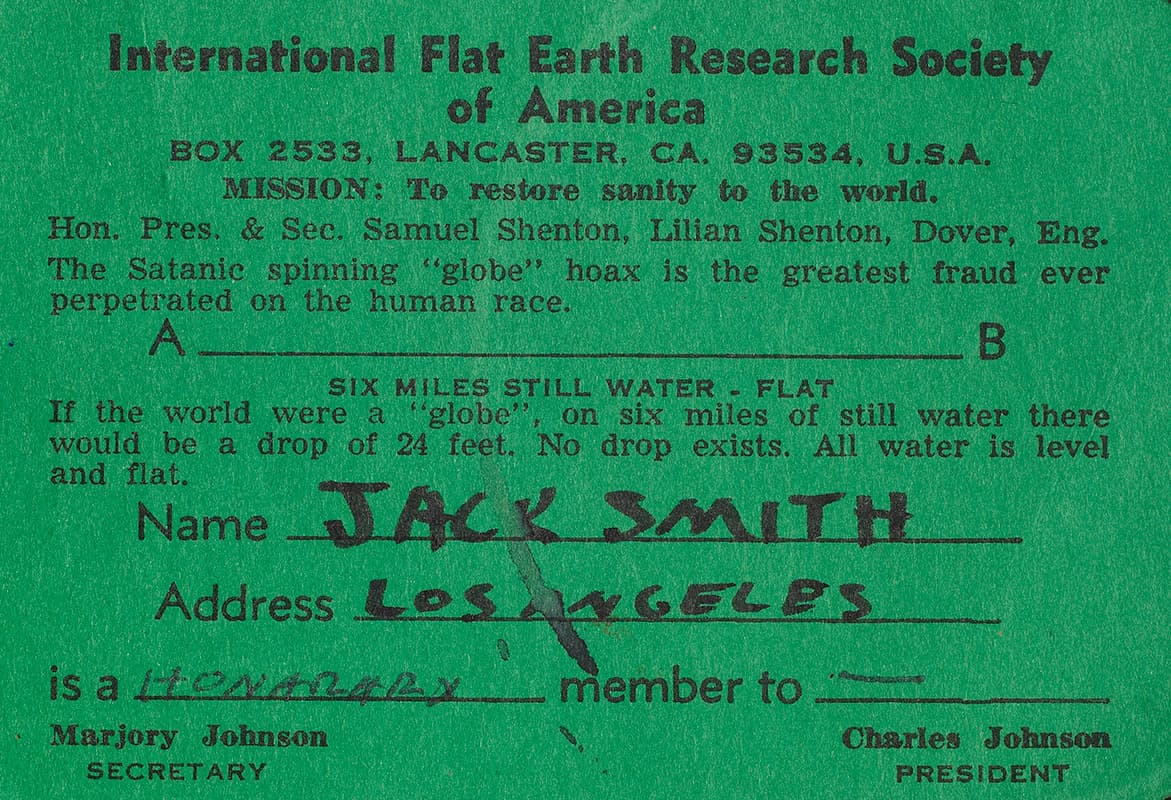 International Flat Earth Research Society
of America
BOX 2533, LANCASTER, CA. 93534, U.S.A.
MISSION: To restore sanity to the world.
Hon. Pres. & Sec. Samuel Shenton, Lilian Shenton, Dover, Eng.
The Satanic spinning "globe" hoax is the greatest fraud ever
perpetrated on the human race.
A ____ B
SIX MILES STILL WATER - FLAT
If the world were a "globe", on six miles of still water there
would be a drop of 24 feet. No drop exists. All water is level
and flat.
Name JACK SMITH
Address LOS ANGELES
is a HONARARY member to —
Marjory Johnson Charles Johnson
SECRETARY PRESIDENT